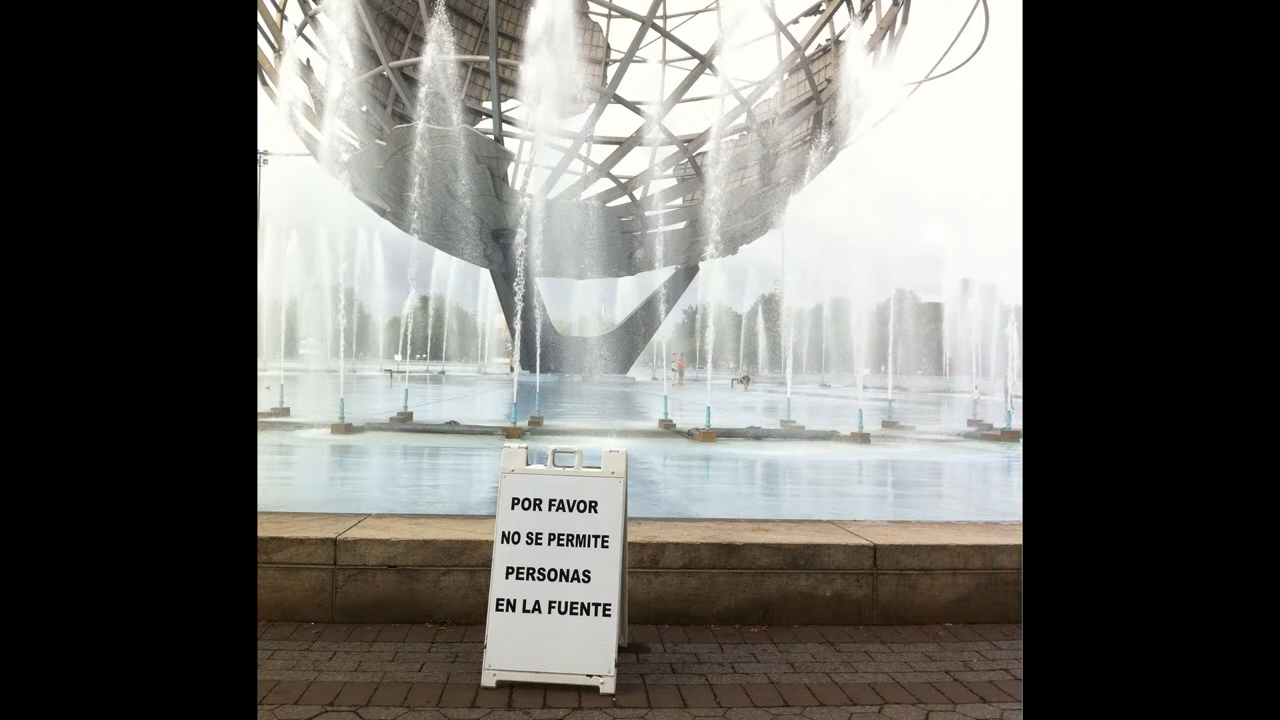 POR FAVOR
NO SE PERMITE
PERSONAS
EN LA FUENTE